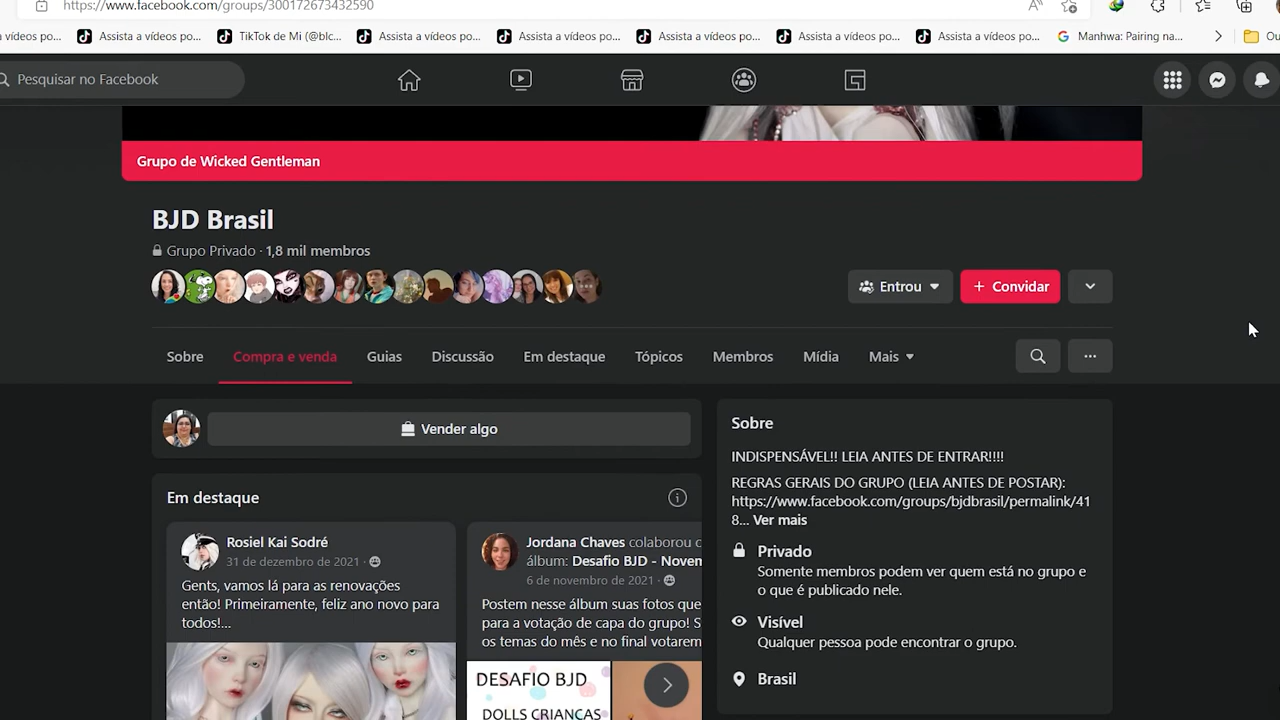 https://www.facebook.com/groups/300172673432590
s vídeos po...
Assista a vídeos po...
TikTok de Mi (@blc...
Assista a vídeos po...
Assista a vídeos po...
Assista a vídeos po...
Assista a vídeos po...
Assista a vídeos po...
Manhwa: Pairing na...
Ou
Pesquisar no Facebook
Grupo de Wicked Gentleman
BJD Brasil
Grupo Privado · 1,8 mil membros
Entrou
+ Convidar
Sobre
Compra e venda
Guias
Discussão
Em destaque
Tópicos
Membros
Mídia
Mais
Vender algo
Em destaque
Rosiel Kai Sodré
31 de dezembro de 2021 ·
Gents, vamos lá para as renovações
então! Primeiramente, feliz ano novo para
todos!...
Jordana Chaves colaborou c
álbum: Desafio BJD - Noven
6 de novembro de 2021 ·
Postem nesse álbum suas fotos que
para a votação de capa do grupo! S
os temas do mês e no final votarem
DESAFIO BJD
DOLLS CRIANÇAS
Sobre
INDISPENSÁVEL!! LEIA ANTES DE ENTRAR!!!!
REGRAS GERAIS DO GRUPO (LEIA ANTES DE POSTAR):
https://www.facebook.com/groups/bjdbrasil/permalink/41
8... Ver mais
Privado
Somente membros podem ver quem está no grupo e
o que é publicado nele.
Visível
Qualquer pessoa pode encontrar o grupo.
Brasil